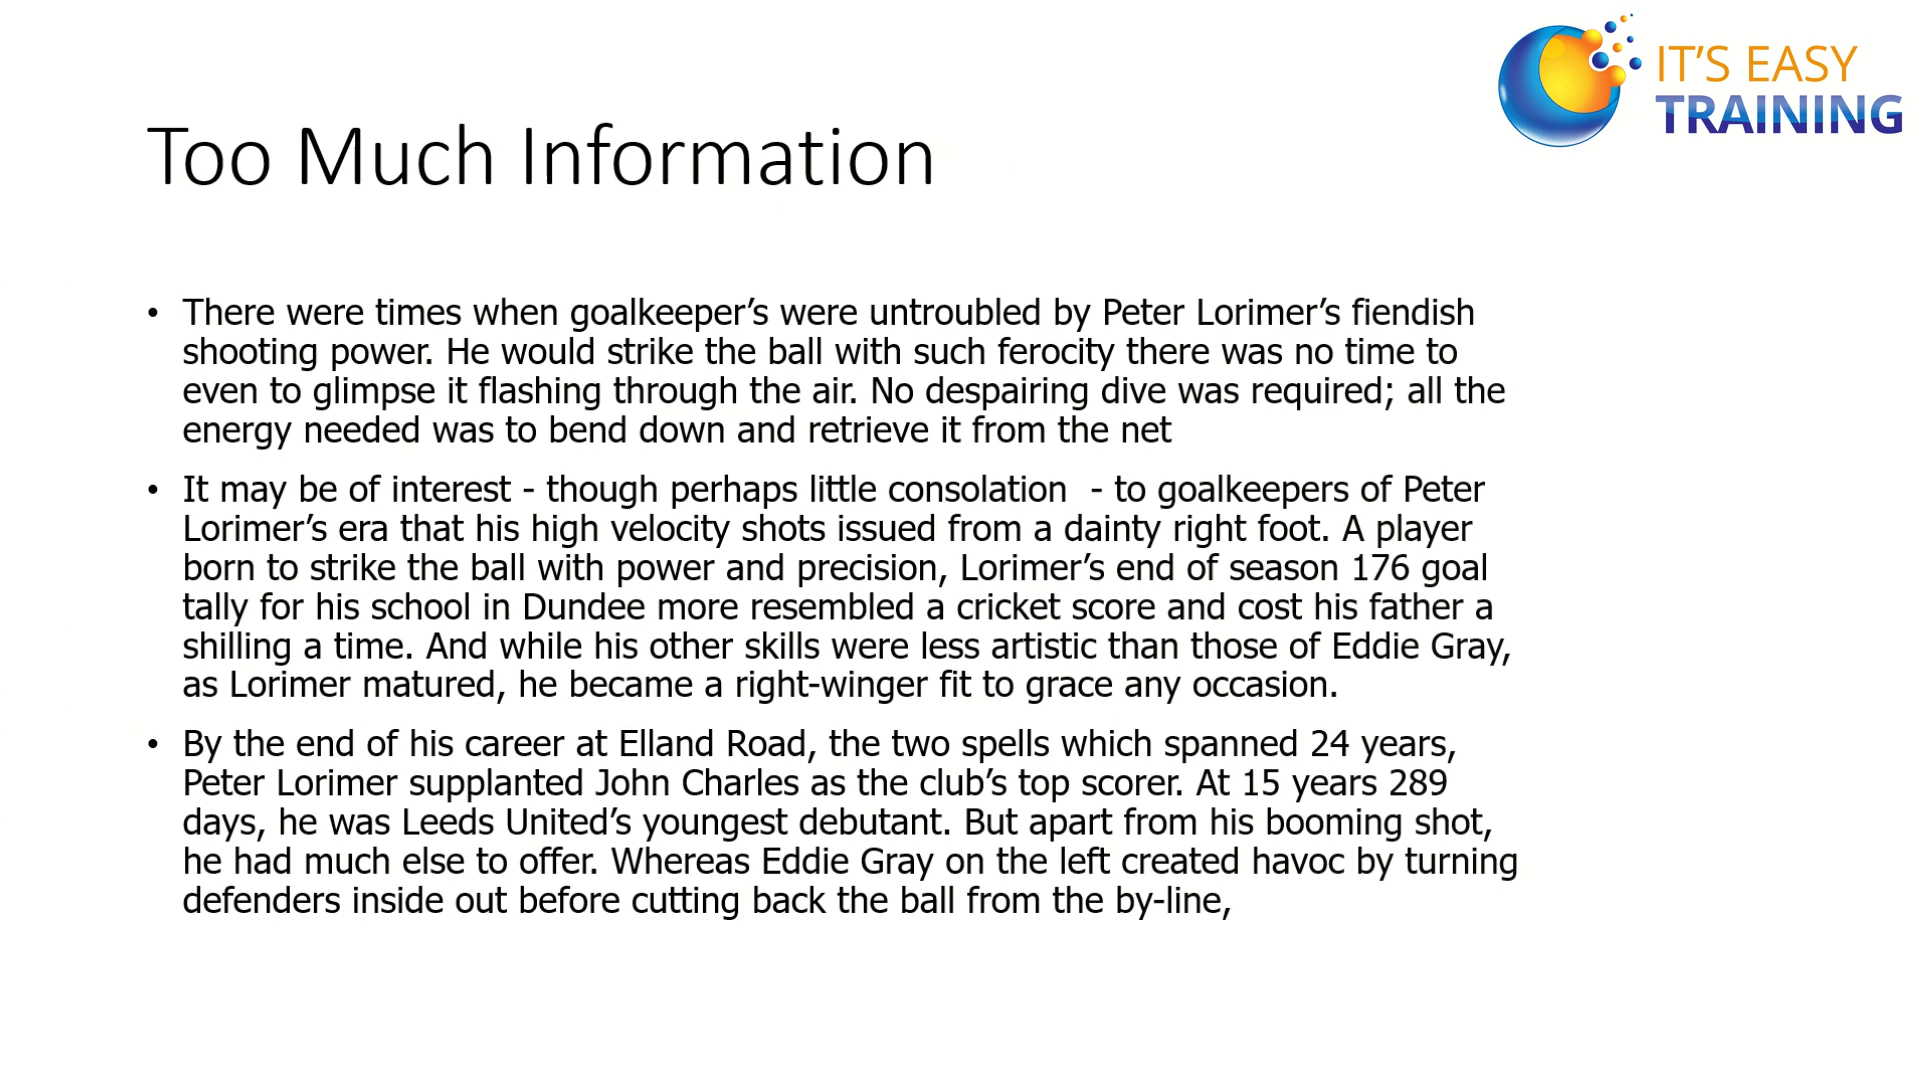 IT’S EASY
TRAINING
Too Much Information
• There were times when goalkeeper’s were untroubled by Peter Lorimer’s fiendish
shooting power. He would strike the ball with such ferocity there was no time to
even to glimpse it flashing through the air. No despairing dive was required; all the
energy needed was to bend down and retrieve it from the net
• It may be of interest - though perhaps little consolation  - to goalkeepers of Peter
Lorimer’s era that his high velocity shots issued from a dainty right foot. A player
born to strike the ball with power and precision, Lorimer’s end of season 176 goal
tally for his school in Dundee more resembled a cricket score and cost his father a
shilling a time. And while his other skills were less artistic than those of Eddie Gray,
as Lorimer matured, he became a right-winger fit to grace any occasion.
• By the end of his career at Elland Road, the two spells which spanned 24 years,
Peter Lorimer supplanted John Charles as the club’s top scorer. At 15 years 289
days, he was Leeds United’s youngest debutant. But apart from his booming shot,
he had much else to offer. Whereas Eddie Gray on the left created havoc by turning
defenders inside out before cutting back the ball from the by-line,